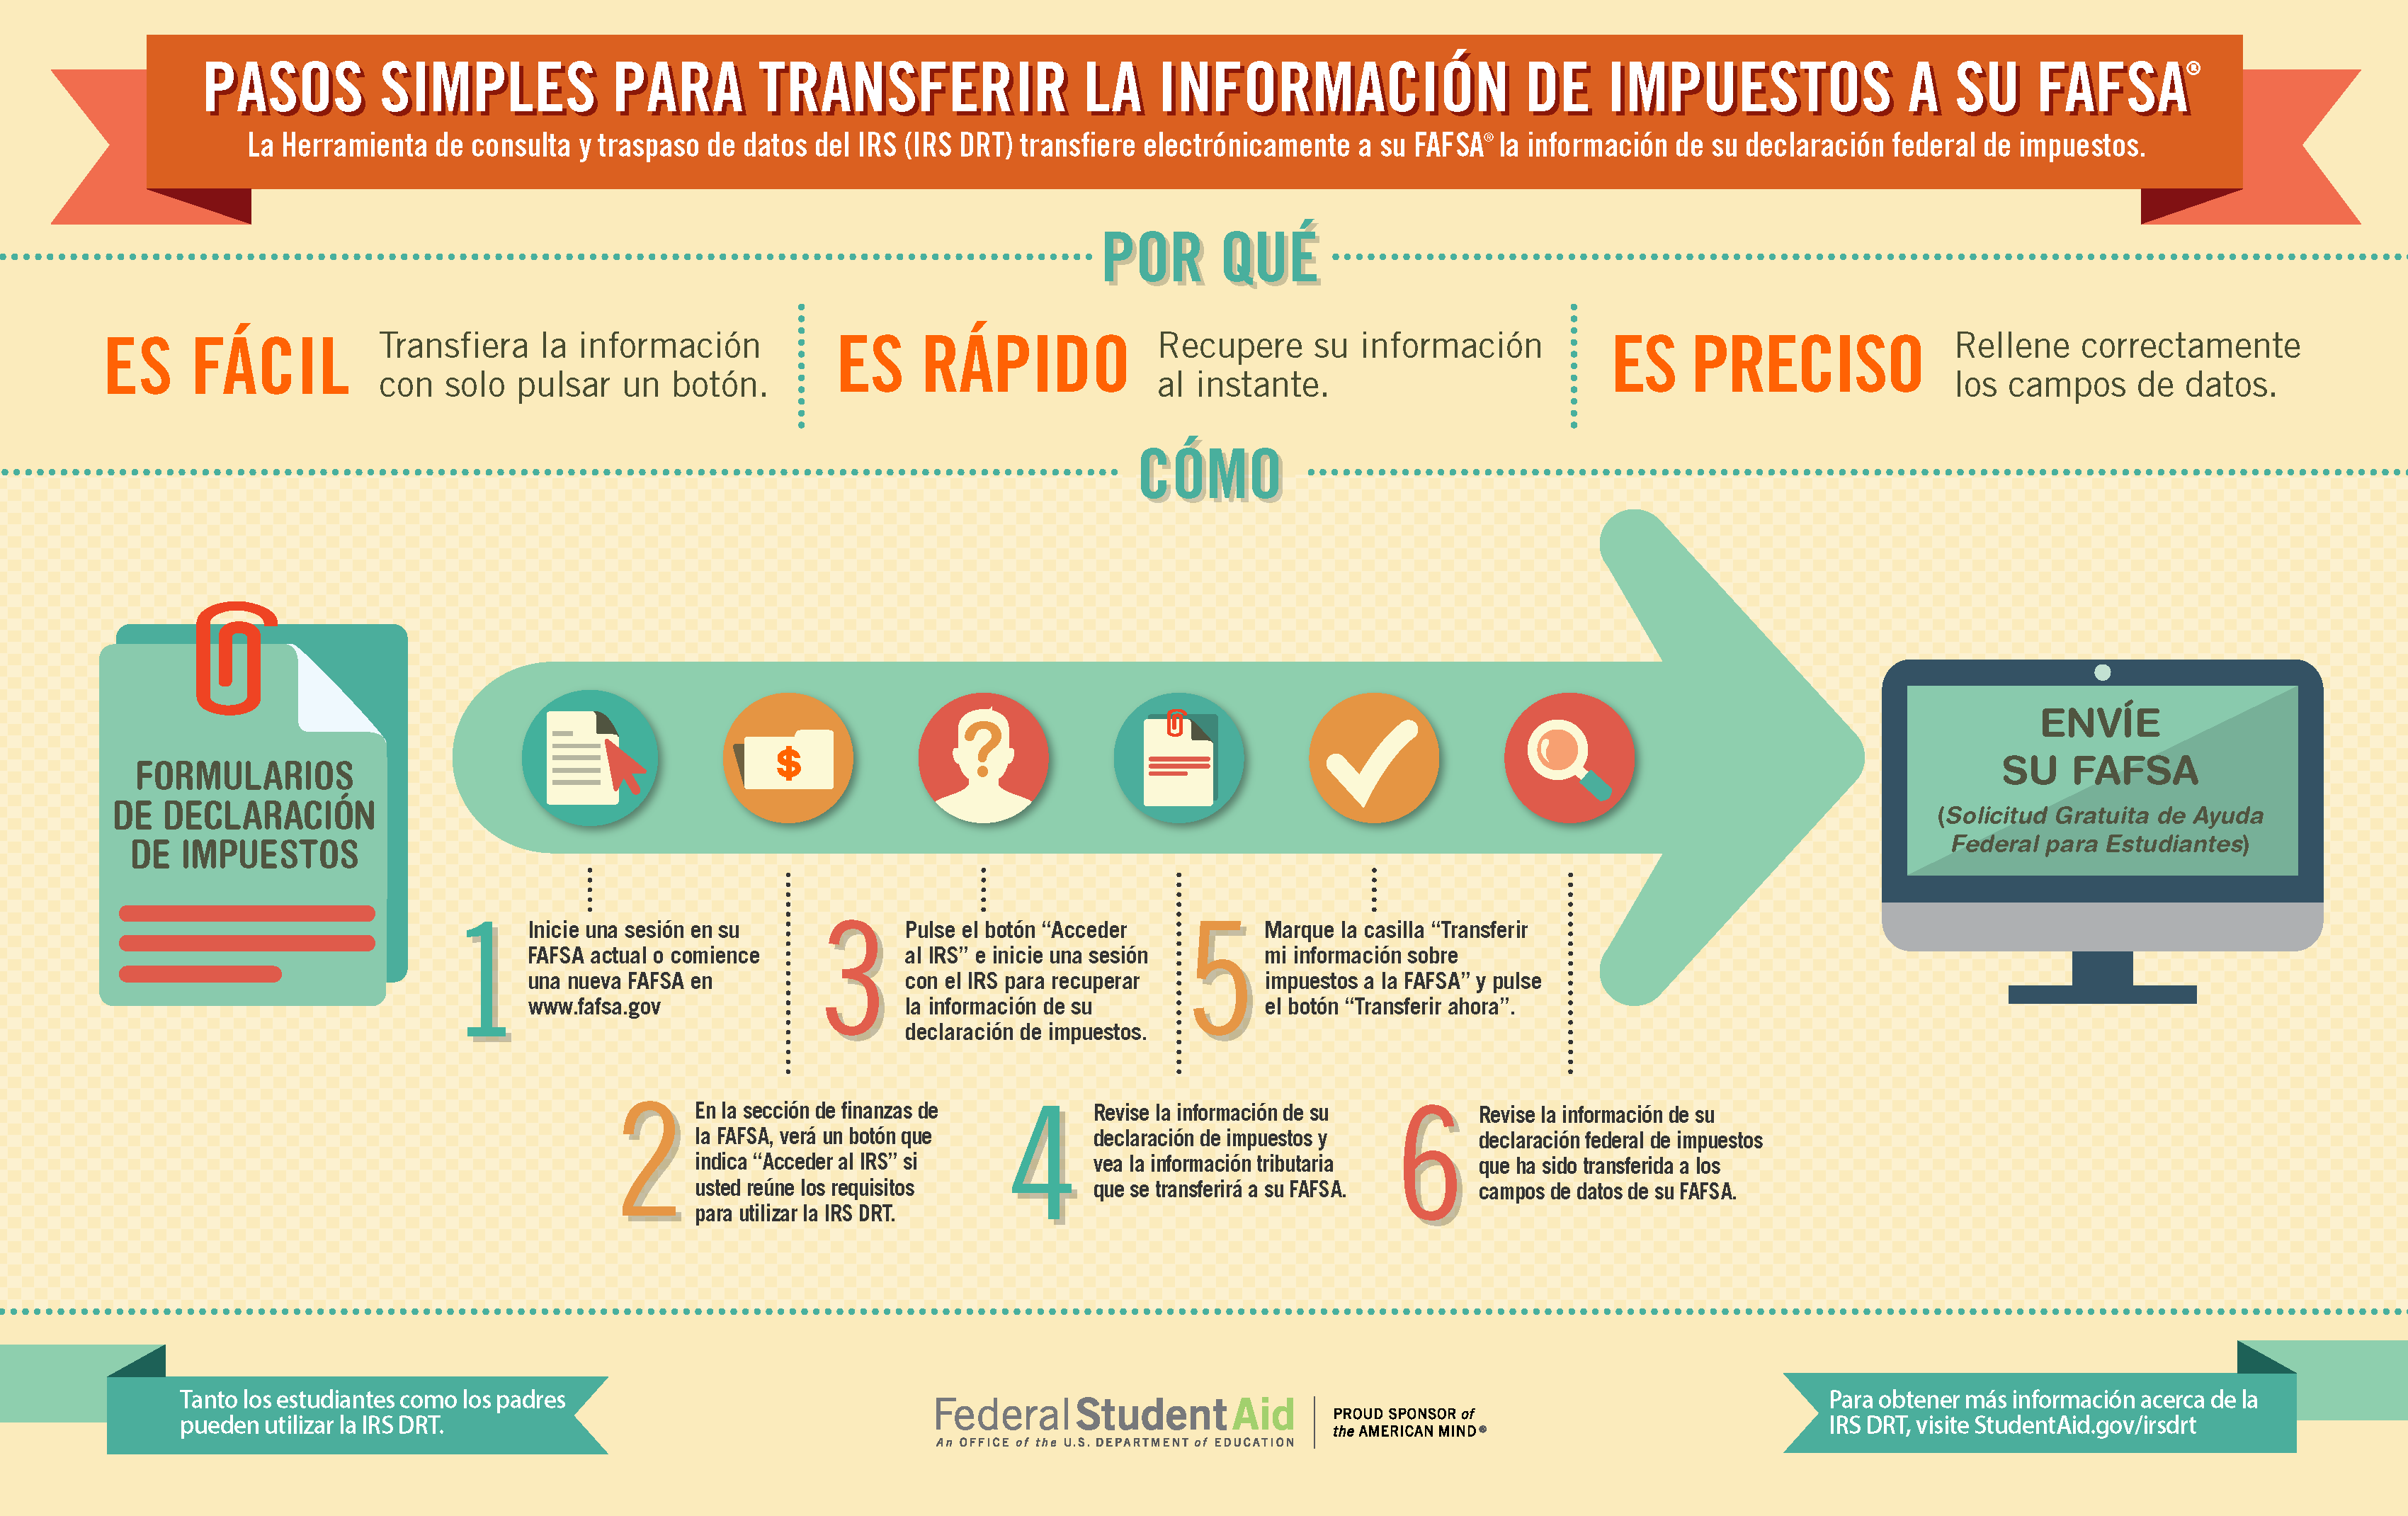 PASOS SIMPLES PARA TRANSFERIR LA INFORMACIÓN DE IMPUESTOS A SU FAFSA®
La Herramienta de consulta y traspaso de datos del IRS (IRS DRT) transfiere electrónicamente a su FAFSA® la información de su declaración federal de impuestos.
POR QUÉ
ES FÁCIL
Transfiera la información
con solo pulsar un botón.
ES RÁPIDO
Recupere su información
al instante.
ES PRECISO
Rellene correctamente
los campos de datos.
CÓMO
FORMULARIOS
DE DECLARACIÓN
DE IMPUESTOS
$
?
1
Inicie una sesión en su
FAFSA actual o comience
una nueva FAFSA en
www.fafsa.gov
2
En la sección de finanzas de
la FAFSA, verá un botón que
indica “Acceder al IRS” si
usted reúne los requisitos
para utilizar la IRS DRT.
3
Pulse el botón “Acceder
al IRS” e inicie una sesión
con el IRS para recuperar
la información de su
declaración de impuestos.
4
Revise la información de su
declaración de impuestos y
vea la información tributaria
que se transferirá a su FAFSA.
5
Marque la casilla “Transferir
mi información sobre
impuestos a la FAFSA” y pulse
el botón “Transferir ahora”.
6
Revise la información de su
declaración federal de impuestos
que ha sido transferida a los
campos de datos de su FAFSA.
ENVÍE
SU FAFSA
(Solicitud Gratuita de Ayuda
Federal para Estudiantes)
Tanto los estudiantes como los padres
pueden utilizar la IRS DRT.
Federal Student Aid
An OFFICE of the U.S. DEPARTMENT of EDUCATION
PROUD SPONSOR of
the AMERICAN MIND®
Para obtener más información acerca de la
IRS DRT, visite StudentAid.gov/irsdrt